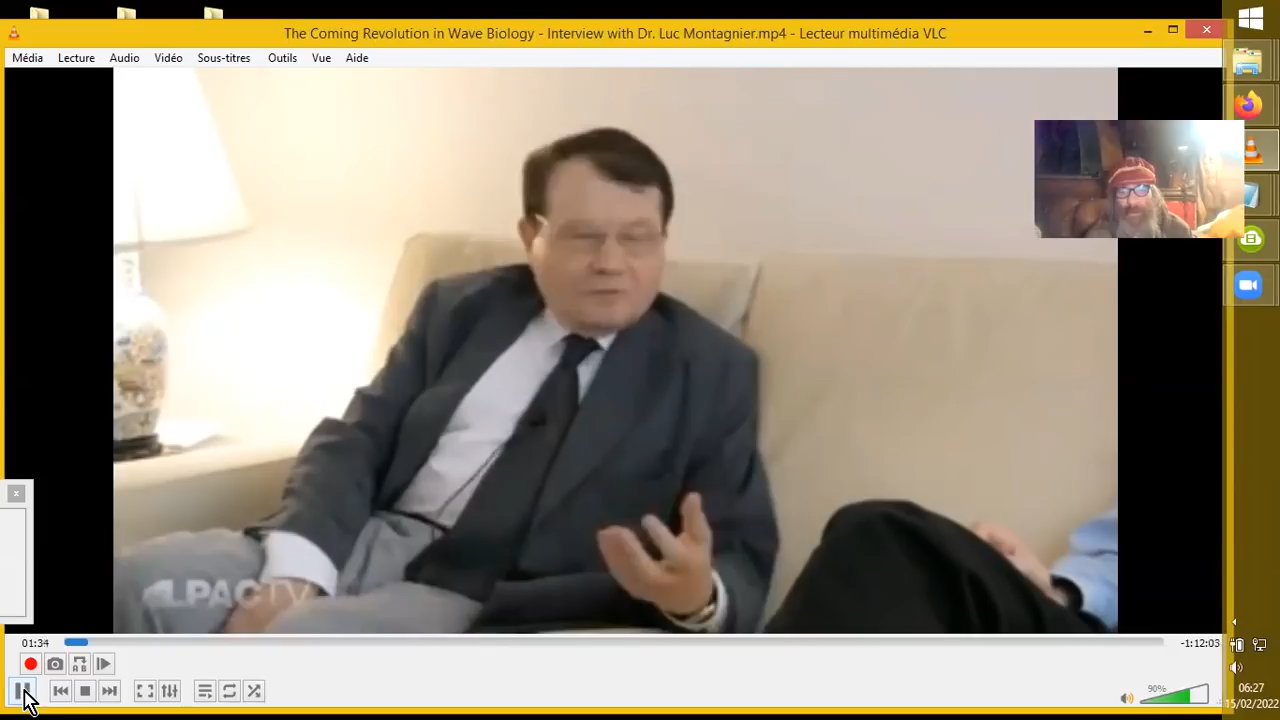 The Coming Revolution in Wave Biology - Interview with Dr. Luc Montagnier.mp4 - Lecteur multimédia VLC
Média Lecture Audio Vidéo Sous-titres Outils Vue Aide
LPACTV
01:34
-1:12:03
90%
06:27
15/02/2022